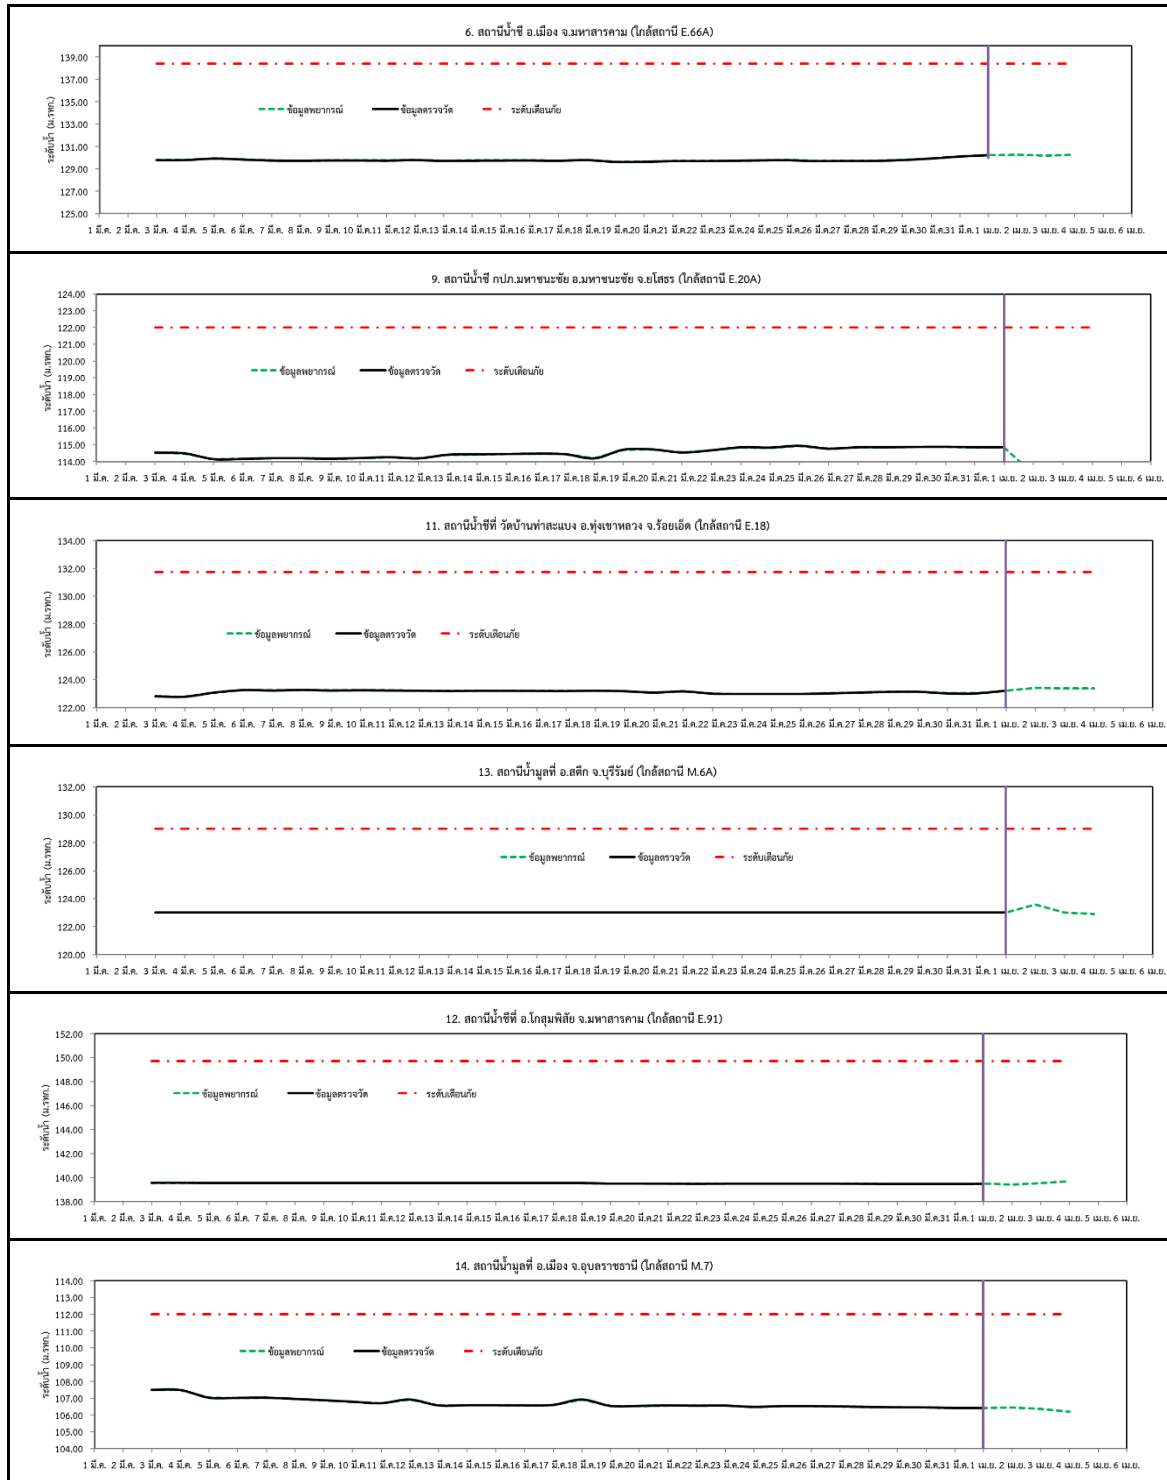 6. สถานีน้ำชี อ.เมือง จ.มหาสารคาม (ใกล้สถานี E.66A)
139.00
137.00
135.00
133.00
131.00
129.00
127.00
125.00
ระดับน้ำ (ม.รทก.)
ข้อมูลพยากรณ์ ข้อมูลตรวจวัด ระดับเตือนภัย
1 มี.ค. 2 มี.ค. 3 มี.ค. 4 มี.ค. 5 มี.ค. 6 มี.ค. 7 มี.ค. 8 มี.ค. 9 มี.ค. 10 มี.ค. 11 มี.ค. 12 มี.ค. 13 มี.ค. 14 มี.ค. 15 มี.ค. 16 มี.ค. 17 มี.ค. 18 มี.ค. 19 มี.ค. 20 มี.ค. 21 มี.ค. 22 มี.ค. 23 มี.ค. 24 มี.ค. 25 มี.ค. 26 มี.ค. 27 มี.ค. 28 มี.ค. 29 มี.ค. 30 มี.ค. 31 มี.ค. 1 เม.ย. 2 เม.ย. 3 เม.ย. 4 เม.ย. 5 เม.ย. 6 เม.ย.
9. สถานีน้ำชี กปภ.มหาชนะชัย อ.มหาชนะชัย จ.ยโสธร (ใกล้สถานี E.20A)
124.00
123.00
122.00
121.00
120.00
119.00
118.00
117.00
116.00
115.00
114.00
ระดับน้ำ (ม.รทก.)
ข้อมูลพยากรณ์ ข้อมูลตรวจวัด ระดับเตือนภัย
1 มี.ค. 2 มี.ค. 3 มี.ค. 4 มี.ค. 5 มี.ค. 6 มี.ค. 7 มี.ค. 8 มี.ค. 9 มี.ค. 10 มี.ค. 11 มี.ค. 12 มี.ค. 13 มี.ค. 14 มี.ค. 15 มี.ค. 16 มี.ค. 17 มี.ค. 18 มี.ค. 19 มี.ค. 20 มี.ค. 21 มี.ค. 22 มี.ค. 23 มี.ค. 24 มี.ค. 25 มี.ค. 26 มี.ค. 27 มี.ค. 28 มี.ค. 29 มี.ค. 30 มี.ค. 31 มี.ค. 1 เม.ย. 2 เม.ย. 3 เม.ย. 4 เม.ย. 5 เม.ย. 6 เม.ย.
11. สถานีน้ำชีที่ วัดบ้านท่าสะแบง อ.ทุ่งเขาหลวง จ.ร้อยเอ็ด (ใกล้สถานี E.18)
134.00
132.00
130.00
128.00
126.00
124.00
122.00
ระดับน้ำ (ม.รทก.)
ข้อมูลพยากรณ์ ข้อมูลตรวจวัด ระดับเตือนภัย
1 มี.ค. 2 มี.ค. 3 มี.ค. 4 มี.ค. 5 มี.ค. 6 มี.ค. 7 มี.ค. 8 มี.ค. 9 มี.ค. 10 มี.ค. 11 มี.ค. 12 มี.ค. 13 มี.ค. 14 มี.ค. 15 มี.ค. 16 มี.ค. 17 มี.ค. 18 มี.ค. 19 มี.ค. 20 มี.ค. 21 มี.ค. 22 มี.ค. 23 มี.ค. 24 มี.ค. 25 มี.ค. 26 มี.ค. 27 มี.ค. 28 มี.ค. 29 มี.ค. 30 มี.ค. 31 มี.ค. 1 เม.ย. 2 เม.ย. 3 เม.ย. 4 เม.ย. 5 เม.ย. 6 เม.ย.
13. สถานีน้ำมูลที่ อ.สตึก จ.บุรีรัมย์ (ใกล้สถานี M.6A)
132.00
130.00
128.00
126.00
124.00
122.00
120.00
ระดับน้ำ (ม.รทก.)
ข้อมูลพยากรณ์ ข้อมูลตรวจวัด ระดับเตือนภัย
1 มี.ค. 2 มี.ค. 3 มี.ค. 4 มี.ค. 5 มี.ค. 6 มี.ค. 7 มี.ค. 8 มี.ค. 9 มี.ค. 10 มี.ค. 11 มี.ค. 12 มี.ค. 13 มี.ค. 14 มี.ค. 15 มี.ค. 16 มี.ค. 17 มี.ค. 18 มี.ค. 19 มี.ค. 20 มี.ค. 21 มี.ค. 22 มี.ค. 23 มี.ค. 24 มี.ค. 25 มี.ค. 26 มี.ค. 27 มี.ค. 28 มี.ค. 29 มี.ค. 30 มี.ค. 31 มี.ค. 1 เม.ย. 2 เม.ย. 3 เม.ย. 4 เม.ย. 5 เม.ย. 6 เม.ย.
12. สถานีน้ำชีที่ อ.โกสุมพิสัย จ.มหาสารคาม (ใกล้สถานี E.91)
152.00
150.00
148.00
146.00
144.00
142.00
140.00
138.00
ระดับน้ำ (ม.รทก.)
ข้อมูลพยากรณ์ ข้อมูลตรวจวัด ระดับเตือนภัย
1 มี.ค. 2 มี.ค. 3 มี.ค. 4 มี.ค. 5 มี.ค. 6 มี.ค. 7 มี.ค. 8 มี.ค. 9 มี.ค. 10 มี.ค. 11 มี.ค. 12 มี.ค. 13 มี.ค. 14 มี.ค. 15 มี.ค. 16 มี.ค. 17 มี.ค. 18 มี.ค. 19 มี.ค. 20 มี.ค. 21 มี.ค. 22 มี.ค. 23 มี.ค. 24 มี.ค. 25 มี.ค. 26 มี.ค. 27 มี.ค. 28 มี.ค. 29 มี.ค. 30 มี.ค. 31 มี.ค. 1 เม.ย. 2 เม.ย. 3 เม.ย. 4 เม.ย. 5 เม.ย. 6 เม.ย.
14. สถานีน้ำมูลที่ อ.เมือง จ.อุบลราชธานี (ใกล้สถานี M.7)
114.00
113.00
112.00
111.00
110.00
109.00
108.00
107.00
106.00
105.00
104.00
ระดับน้ำ (ม.รทก.)
ข้อมูลพยากรณ์ ข้อมูลตรวจวัด ระดับเตือนภัย
1 มี.ค. 2 มี.ค. 3 มี.ค. 4 มี.ค. 5 มี.ค. 6 มี.ค. 7 มี.ค. 8 มี.ค. 9 มี.ค. 10 มี.ค. 11 มี.ค. 12 มี.ค. 13 มี.ค. 14 มี.ค. 15 มี.ค. 16 มี.ค. 17 มี.ค. 18 มี.ค. 19 มี.ค. 20 มี.ค. 21 มี.ค. 22 มี.ค. 23 มี.ค. 24 มี.ค. 25 มี.ค. 26 มี.ค. 27 มี.ค. 28 มี.ค. 29 มี.ค. 30 มี.ค. 31 มี.ค. 1 เม.ย. 2 เม.ย. 3 เม.ย. 4 เม.ย. 5 เม.ย. 6 เม.ย.